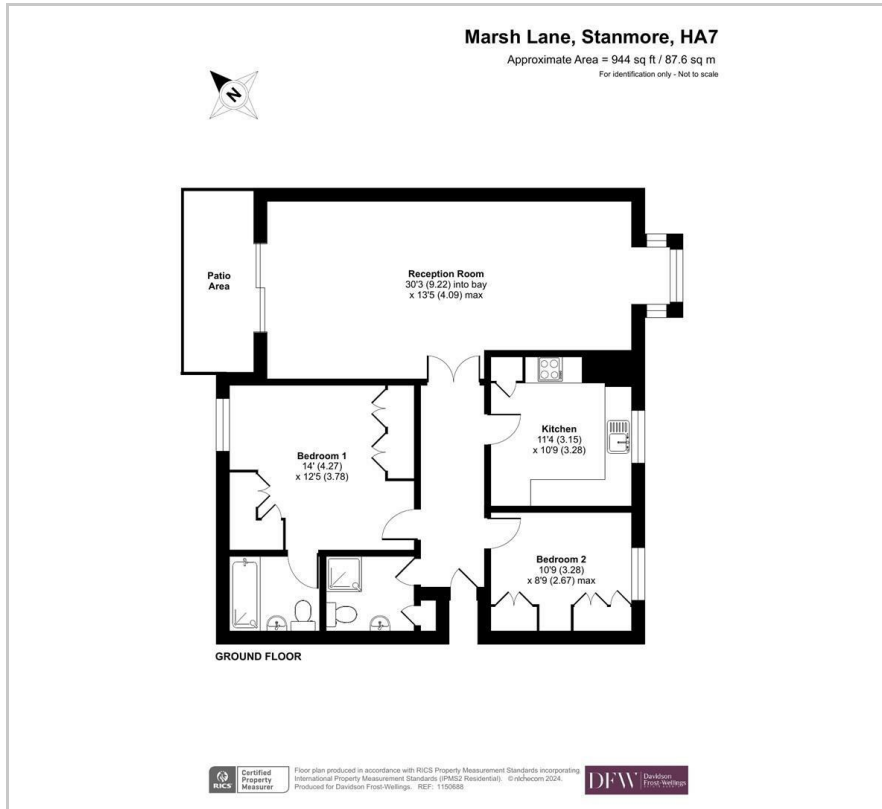 Marsh Lane, Stanmore, HA7
Approximate Area = 944 sq ft / 87.6 sq m
For identification only - Not to scale
N
Patio
Area
Reception Room
30'3 (9.22) into bay
x 13'5 (4.09) max
Kitchen
11'4 (3.15)
x 10'9 (3.28)
Bedroom 1
14' (4.27)
x 12'5 (3.78)
Bedroom 2
10'9 (3.28)
x 8'9 (2.67) max
GROUND FLOOR
RICS
Certified
Property
Measurer
Floor plan produced in accordance with RICS Property Measurement Standards incorporating
International Property Measurement Standards (IPMS2 Residential). © nichecom 2024.
Produced for Davidson Frost-Wellings. REF: 1150688
DFW
Davidson
Frost-Wellings